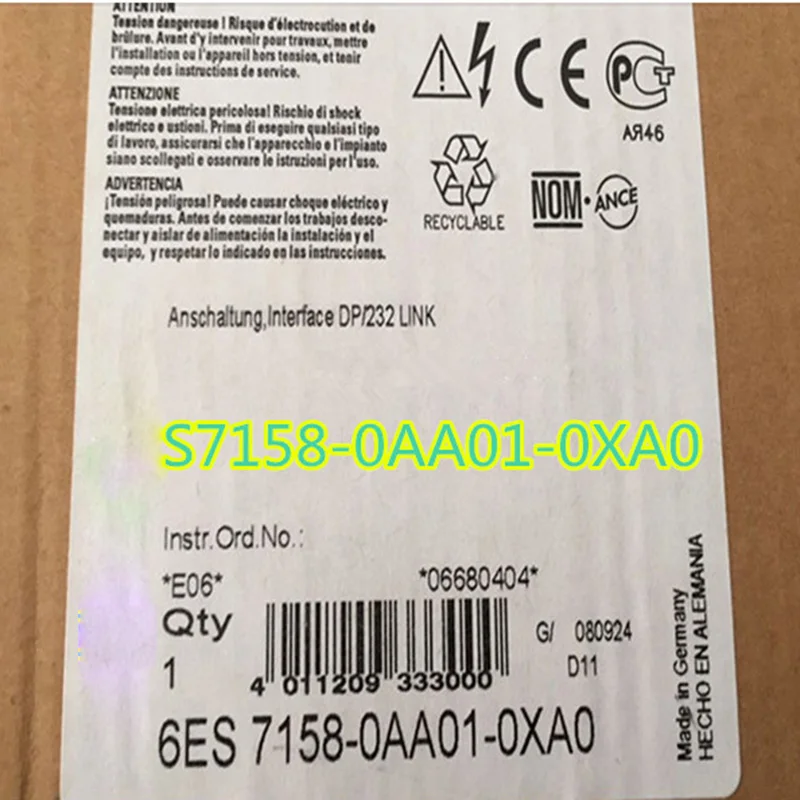 ATTENTION
Tension dangereuse ! Risque d'électrocution et de
brûlure. Avant d'y intervenir pour travaux, mettre
l'installation ou l'appareil hors tension, et tenir
compte des instructions de service.
ATTENZIONE
Tensione elettrica pericolosa! Rischio di shock
elettrico e ustioni. Prima di eseguire qualsiasi tipo
di lavoro, assicurarsi che l'apparecchio e l'impianto
siano scollegati e osservare le istruzioni per l'uso.
ADVERTENCIA
¡Tensión peligrosa! Puede causar choque eléctrico y
quemaduras. Antes de comenzar los trabajos desco-
nectar y aislar de alimentación la instalación y el
equipo, y respetar lo indicado en las instrucciones.
CE
РСТ
АЯ46
RECYCLABLE
NOM·ANCE
Anschaltung,Interface DP/232 LINK
S7158-0AA01-0XA0
Instr.Ord.No.:
*E06* *06680404*
Qty
1
4 011209 333000
G/ 080924
D11
6ES 7158-0AA01-0XA0
Made in Germany
HECHO EN ALEMANIA